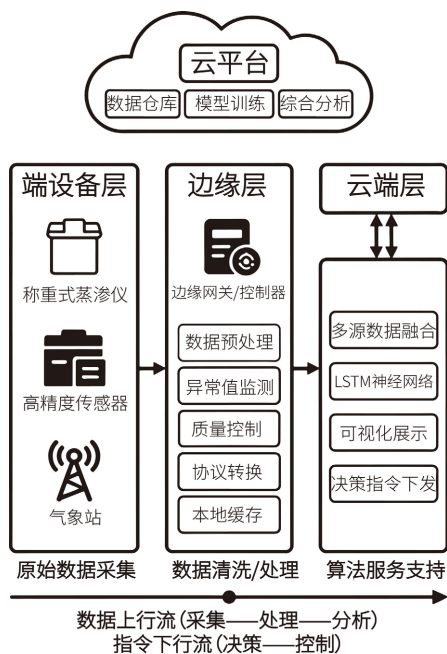 云平台
数据仓库 模型训练 综合分析
端设备层
称重式蒸渗仪
高精度传感器
气象站
原始数据采集
边缘层
边缘网关/控制器
数据预处理
异常值监测
质量控制
协议转换
本地缓存
数据清洗/处理
云端层
多源数据融合
LSTM神经网络
可视化展示
决策指令下发
算法服务支持
数据上行流(采集——处理——分析)
指令下行流(决策——控制)